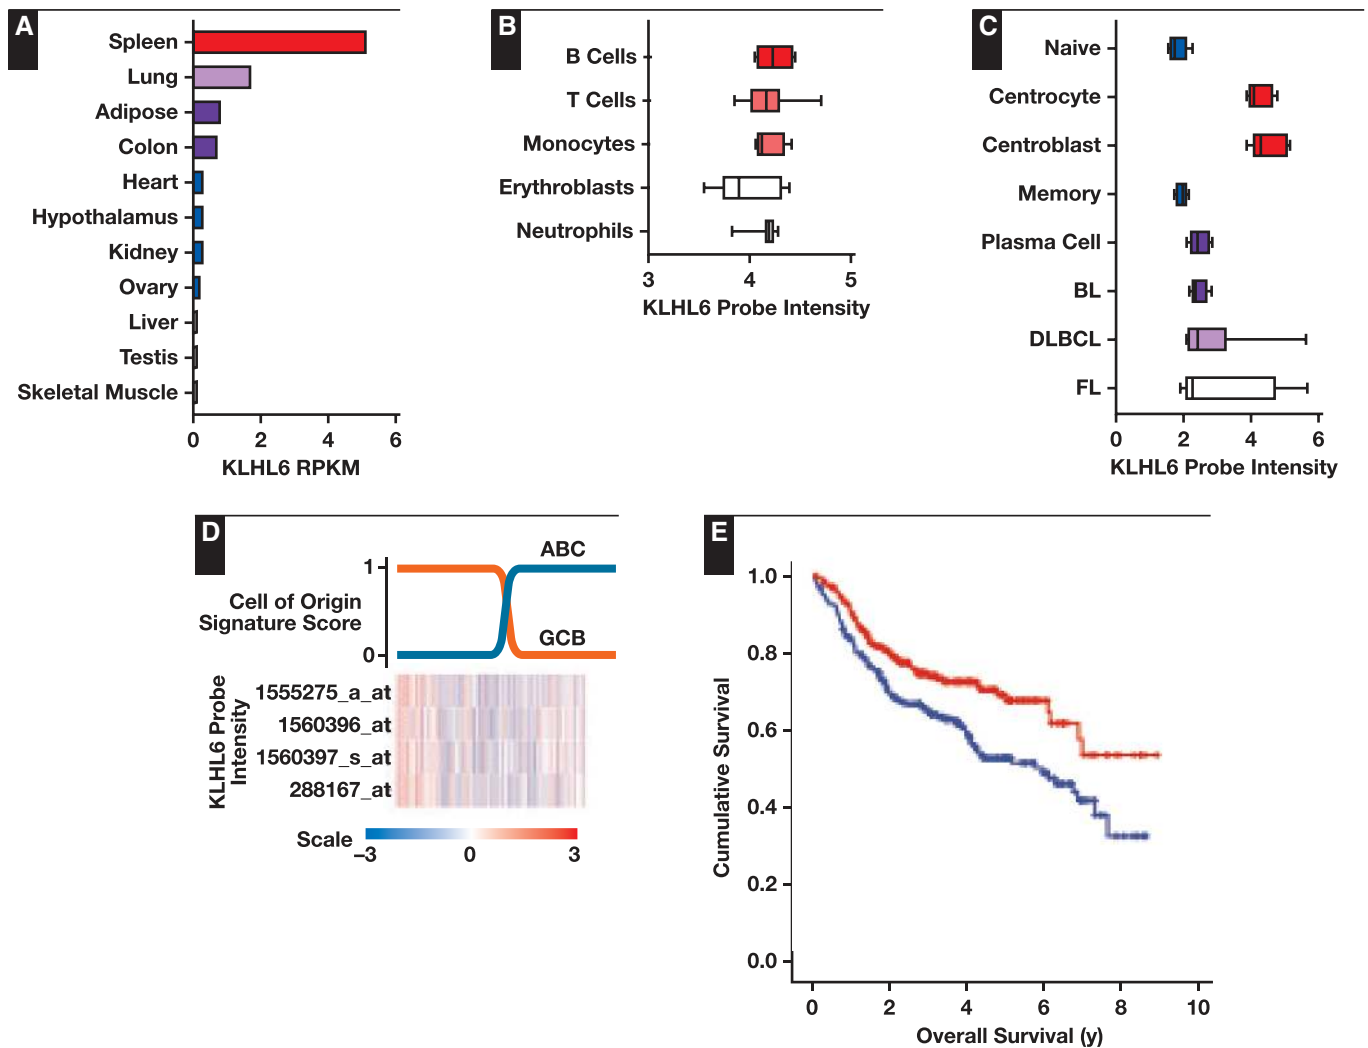 A
Spleen
Lung
Adipose
Colon
Heart
Hypothalamus
Kidney
Ovary
Liver
Testis
Skeletal Muscle
0 2 4 6
KLHL6 RPKM
B
B Cells
T Cells
Monocytes
Erythroblasts
Neutrophils
3 4 5
KLHL6 Probe Intensity
C
Naive
Centrocyte
Centroblast
Memory
Plasma Cell
BL
DLBCL
FL
0 2 4 6
KLHL6 Probe Intensity
D
ABC
1
Cell of Origin
Signature Score
GCB
0
KLHL6 Probe
Intensity
1555275_a_at
1560396_at
1560397_s_at
288167_at
Scale
–3 0 3
E
1.0
0.8
0.6
0.4
0.2
0.0
Cumulative Survival
0 2 4 6 8 10
Overall Survival (y)